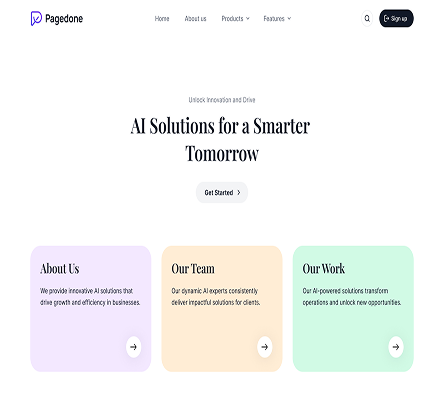 Pagedone
Home About us Products Features
Sign up
Unlock Innovation and Drive
AI Solutions for a Smarter
Tomorrow
Get Started
About Us
We provide innovative AI solutions that
drive growth and efficiency in businesses.
Our Team
Our dynamic AI experts consistently
deliver impactful solutions for clients.
Our Work
Our AI-powered solutions transform
operations and unlock new opportunities.